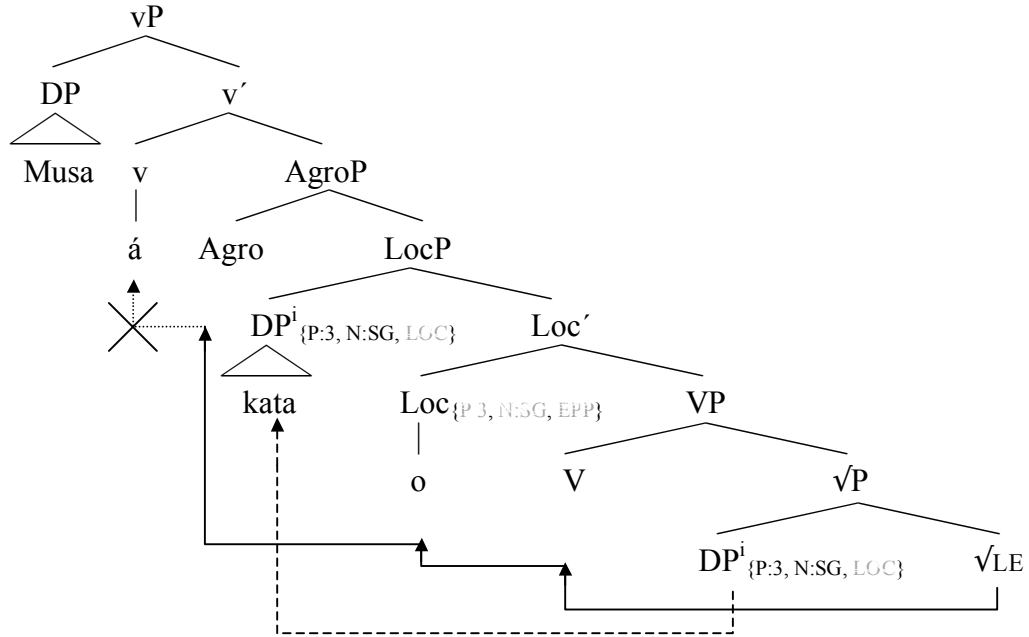 vP
DP v´
Musa v AgroP
á Agro LocP
DPⁱ{P:3, N:SG, LOC} Loc´
kata Loc{P 3, N:SG, EPP} VP
o V √P
DPⁱ{P:3, N:SG, LOC} √LE